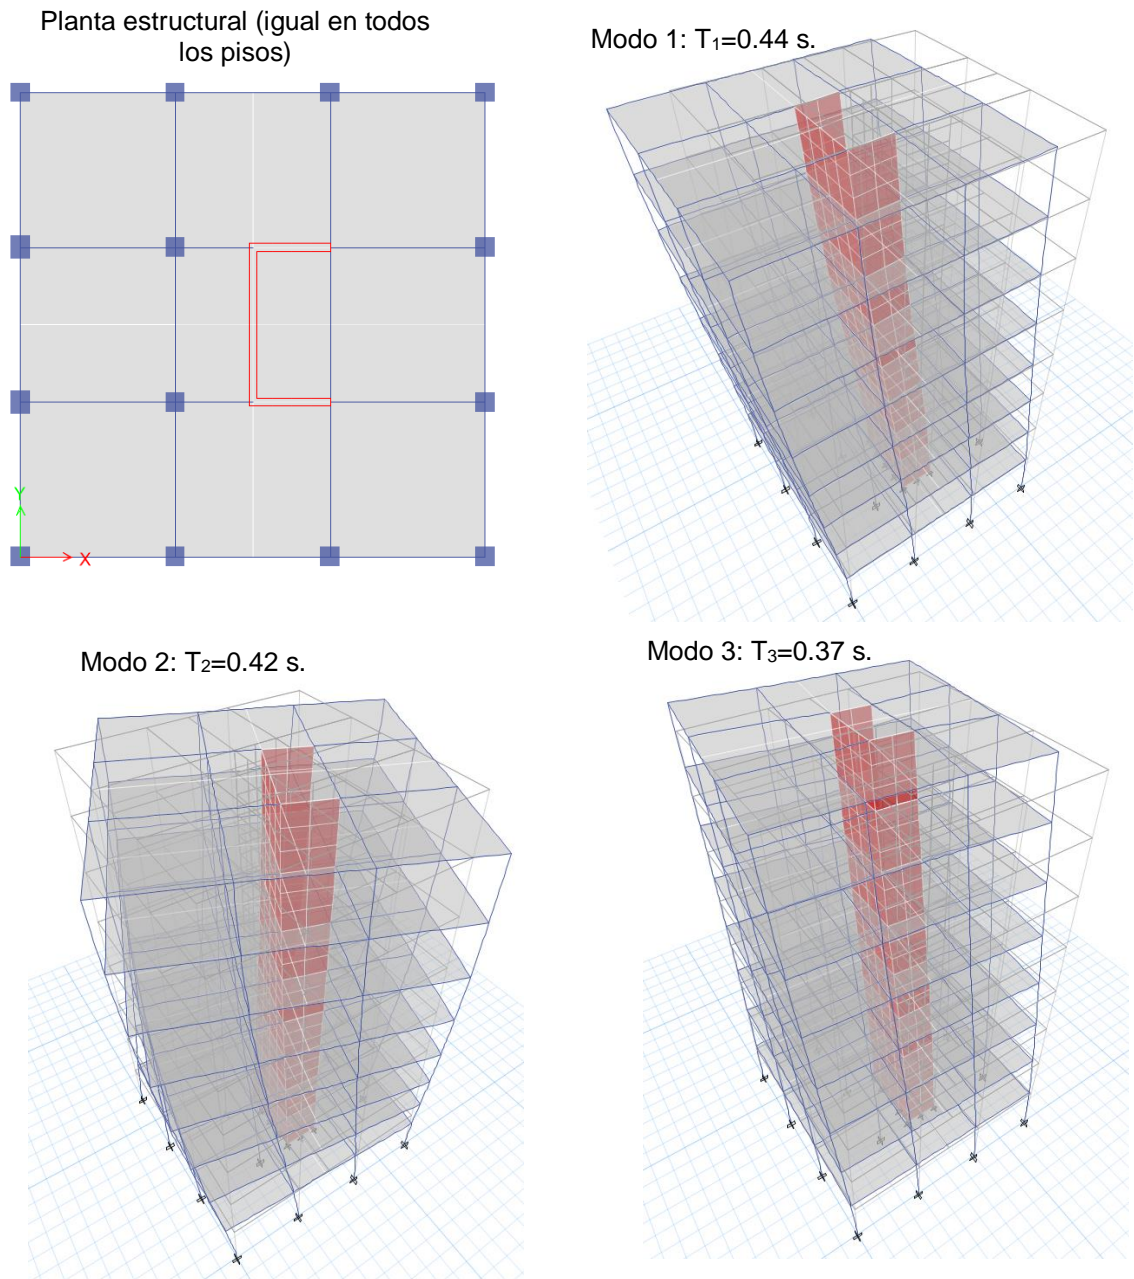 Planta estructural (igual en todos
los pisos)
Modo 1: T₁=0.44 s.
Y
X
Modo 2: T₂=0.42 s.
Modo 3: T₃=0.37 s.